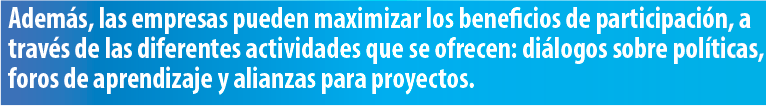 Además, las empresas pueden maximizar los beneficios de participación, a
través de las diferentes actividades que se ofrecen: diálogos sobre políticas,
foros de aprendizaje y alianzas para proyectos.